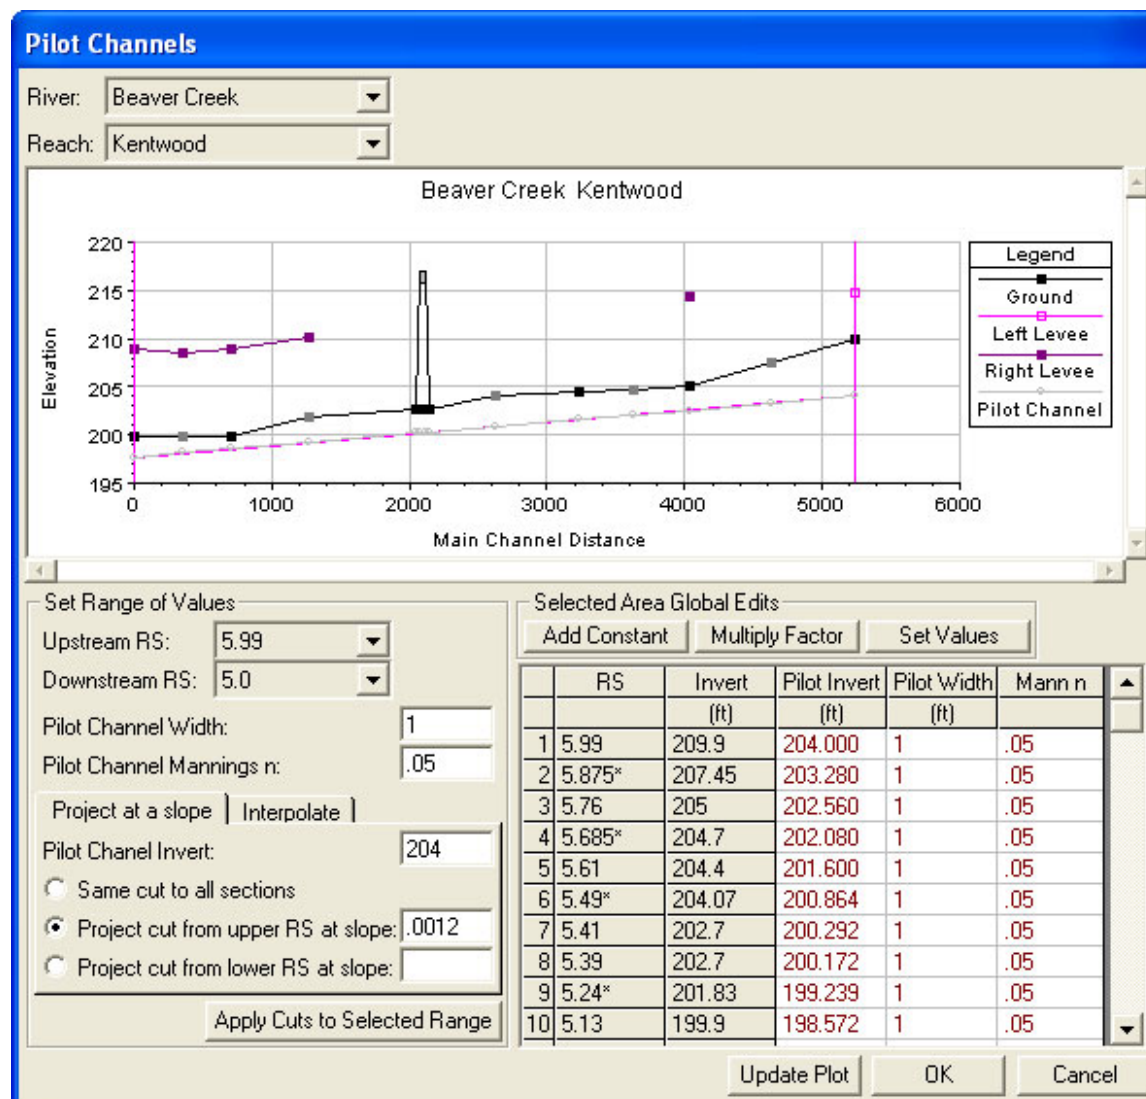 Pilot Channels
River: Beaver Creek
Reach: Kentwood
Beaver Creek Kentwood
220
215
210
205
200
195
Elevation
0 1000 2000 3000 4000 5000 6000
Main Channel Distance
Legend
Ground
Left Levee
Right Levee
Pilot Channel
Set Range of Values
Upstream RS: 5.99
Downstream RS: 5.0
Pilot Channel Width: 1
Pilot Channel Mannings n: .05
Project at a slope Interpolate
Pilot Chanel Invert: 204
Same cut to all sections
Project cut from upper RS at slope: .0012
Project cut from lower RS at slope:
Apply Cuts to Selected Range
Selected Area Global Edits
Add Constant Multiply Factor Set Values
RS Invert Pilot Invert Pilot Width Mann n
(ft) (ft) (ft)
1 5.99 209.9 204.000 1 .05
2 5.875* 207.45 203.280 1 .05
3 5.76 205 202.560 1 .05
4 5.685* 204.7 202.080 1 .05
5 5.61 204.4 201.600 1 .05
6 5.49* 204.07 200.864 1 .05
7 5.41 202.7 200.292 1 .05
8 5.39 202.7 200.172 1 .05
9 5.24* 201.83 199.239 1 .05
10 5.13 199.9 198.572 1 .05
Update Plot OK Cancel